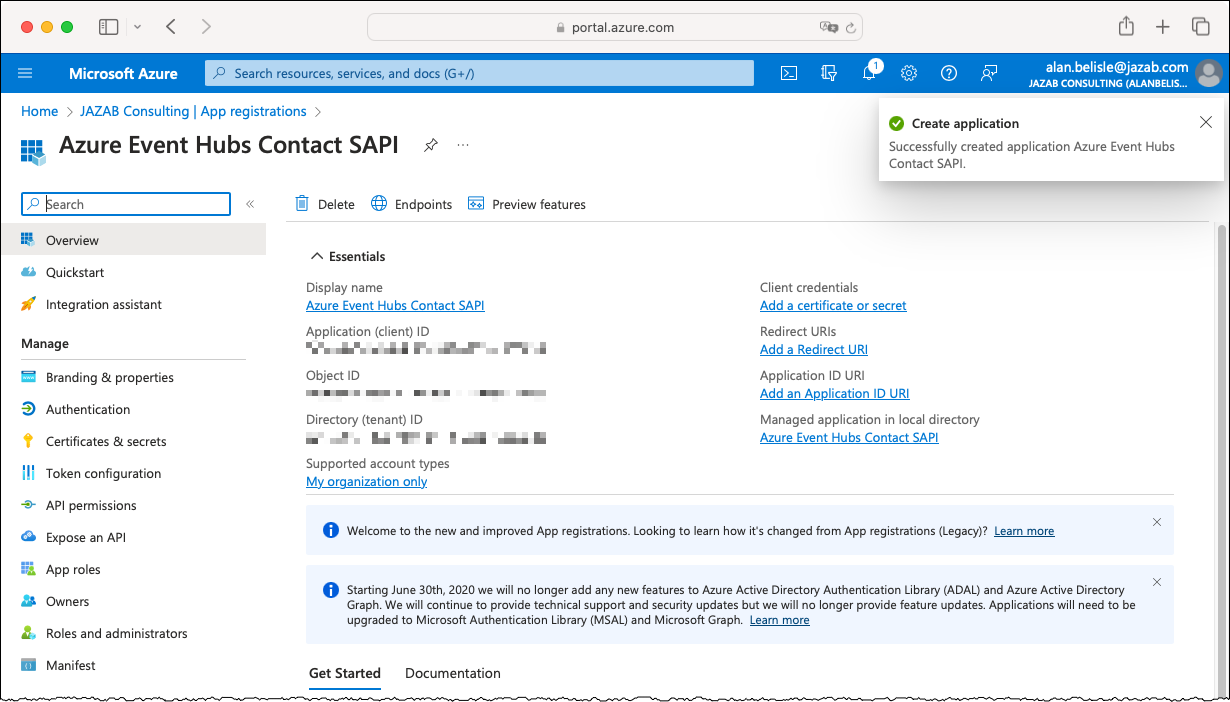 portal.azure.com
Microsoft Azure
Search resources, services, and docs (G+/)
1
alan.belisle@jazab.com
JAZAB CONSULTING (ALANBELIS...
Home > JAZAB Consulting | App registrations >
Azure Event Hubs Contact SAPI
...
Create application
Successfully created application Azure Event Hubs
Contact SAPI.
Search
«
Delete
Endpoints
Preview features
Overview
Quickstart
Integration assistant
Manage
Branding & properties
Authentication
Certificates & secrets
Token configuration
API permissions
Expose an API
App roles
Owners
Roles and administrators
Manifest
Essentials
Display name
Azure Event Hubs Contact SAPI
Application (client) ID
Object ID
Directory (tenant) ID
Supported account types
My organization only
Client credentials
Add a certificate or secret
Redirect URIs
Add a Redirect URI
Application ID URI
Add an Application ID URI
Managed application in local directory
Azure Event Hubs Contact SAPI
Welcome to the new and improved App registrations. Looking to learn how it's changed from App registrations (Legacy)? Learn more
Starting June 30th, 2020 we will no longer add any new features to Azure Active Directory Authentication Library (ADAL) and Azure Active Directory
Graph. We will continue to provide technical support and security updates but we will no longer provide feature updates. Applications will need to be
upgraded to Microsoft Authentication Library (MSAL) and Microsoft Graph. Learn more
Get Started
Documentation